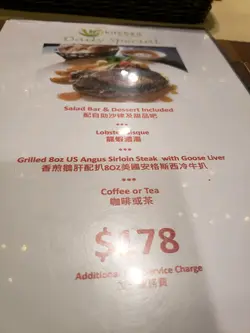 Daily Special
Salad Bar & Dessert Included
配自助沙律及甜品吧
***
Lobster Bisque
龍蝦濃湯
***
Grilled 8oz US Angus Sirloin Steak with Goose Liver
香煎鵝肝配扒8OZ美國安格斯西冷牛扒
***
Coffee or Tea
咖啡或茶
$178
Additional Service Charge